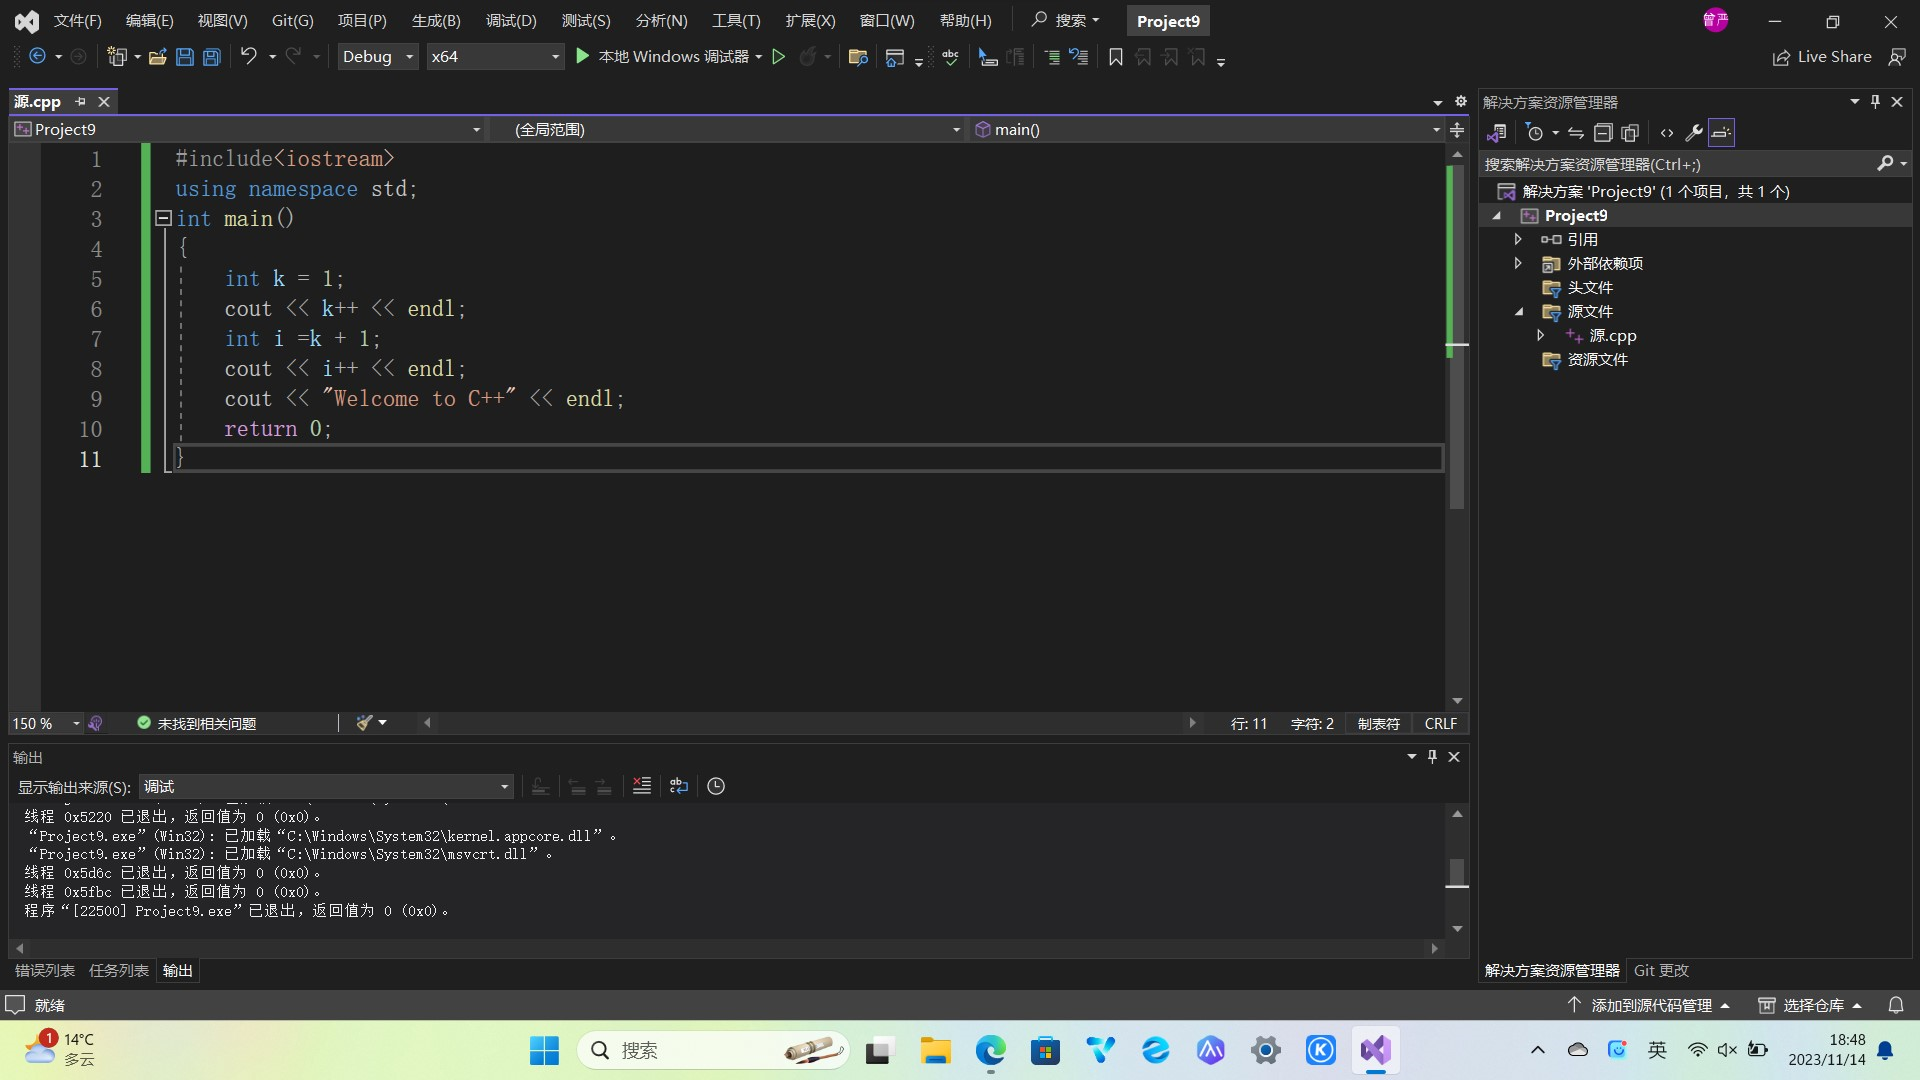 文件(F) 编辑(E) 视图(V) Git(G) 项目(P) 生成(B) 调试(D) 测试(S) 分析(N) 工具(T) 扩展(X) 窗口(W) 帮助(H) 搜索 Project9 曾严
Debug x64 本地 Windows 调试器 Live Share
源.cpp
Project9 (全局范围) main()
1 #include<iostream>
2 using namespace std;
3 int main()
4 {
5 int k = 1;
6 cout << k++ << endl;
7 int i =k + 1;
8 cout << i++ << endl;
9 cout << "Welcome to C++" << endl;
10 return 0;
11 }
150 % 未找到相关问题 行: 11 字符: 2 制表符 CRLF
输出
显示输出来源(S): 调试
线程 0x5220 已退出，返回值为 0 (0x0)。
“Project9.exe”(Win32): 已加载“C:\Windows\System32\kernel.appcore.dll”。
“Project9.exe”(Win32): 已加载“C:\Windows\System32\msvcrt.dll”。
线程 0x5d6c 已退出，返回值为 0 (0x0)。
线程 0x5fbc 已退出，返回值为 0 (0x0)。
程序“[22500] Project9.exe”已退出，返回值为 0 (0x0)。
错误列表 任务列表 输出
解决方案资源管理器
搜索解决方案资源管理器(Ctrl+;)
解决方案 'Project9' (1 个项目，共 1 个)
Project9
引用
外部依赖项
头文件
源文件
源.cpp
资源文件
解决方案资源管理器 Git 更改
就绪 添加到源代码管理 选择仓库
1 14°C
多云
搜索
英
18:48
2023/11/14